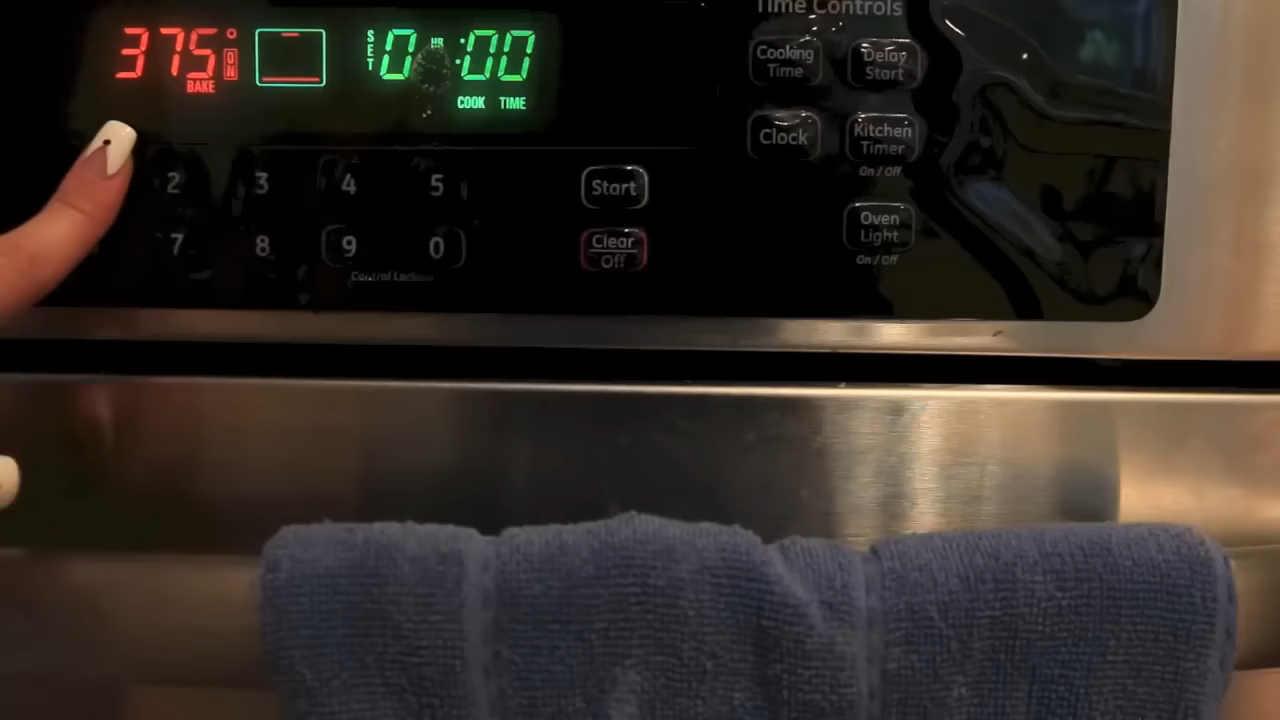 Time Controls
375° ON
BAKE
SET 0 HR :00
COOK TIME
Cooking Time
Delay Start
Clock
Kitchen Timer
On / Off
2 3 4 5
Start
7 8 9 0
Clear
Off
Control Lockout
Oven Light
On / Off